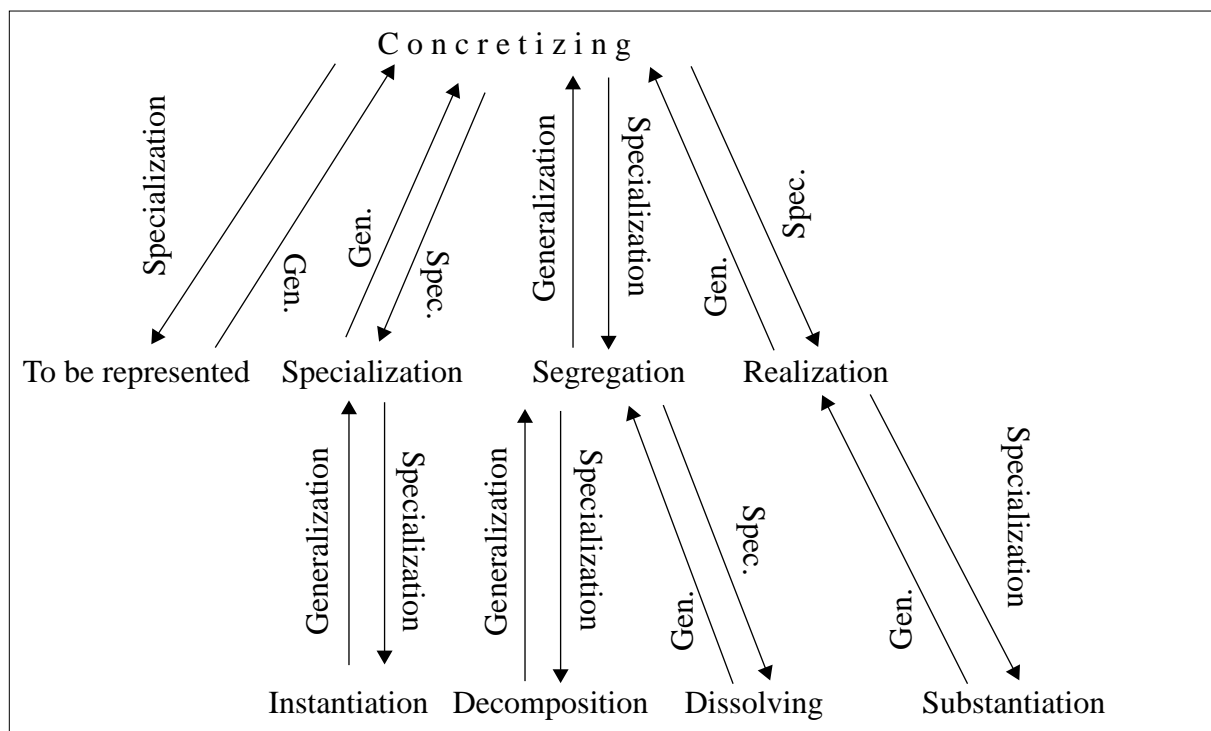 Concretizing
Specialization
Gen.
Gen.
Spec.
Generalization
Specialization
Gen.
Spec.
To be represented
Specialization
Segregation
Realization
Generalization
Specialization
Generalization
Specialization
Gen.
Spec.
Gen.
Specialization
Instantiation
Decomposition
Dissolving
Substantiation